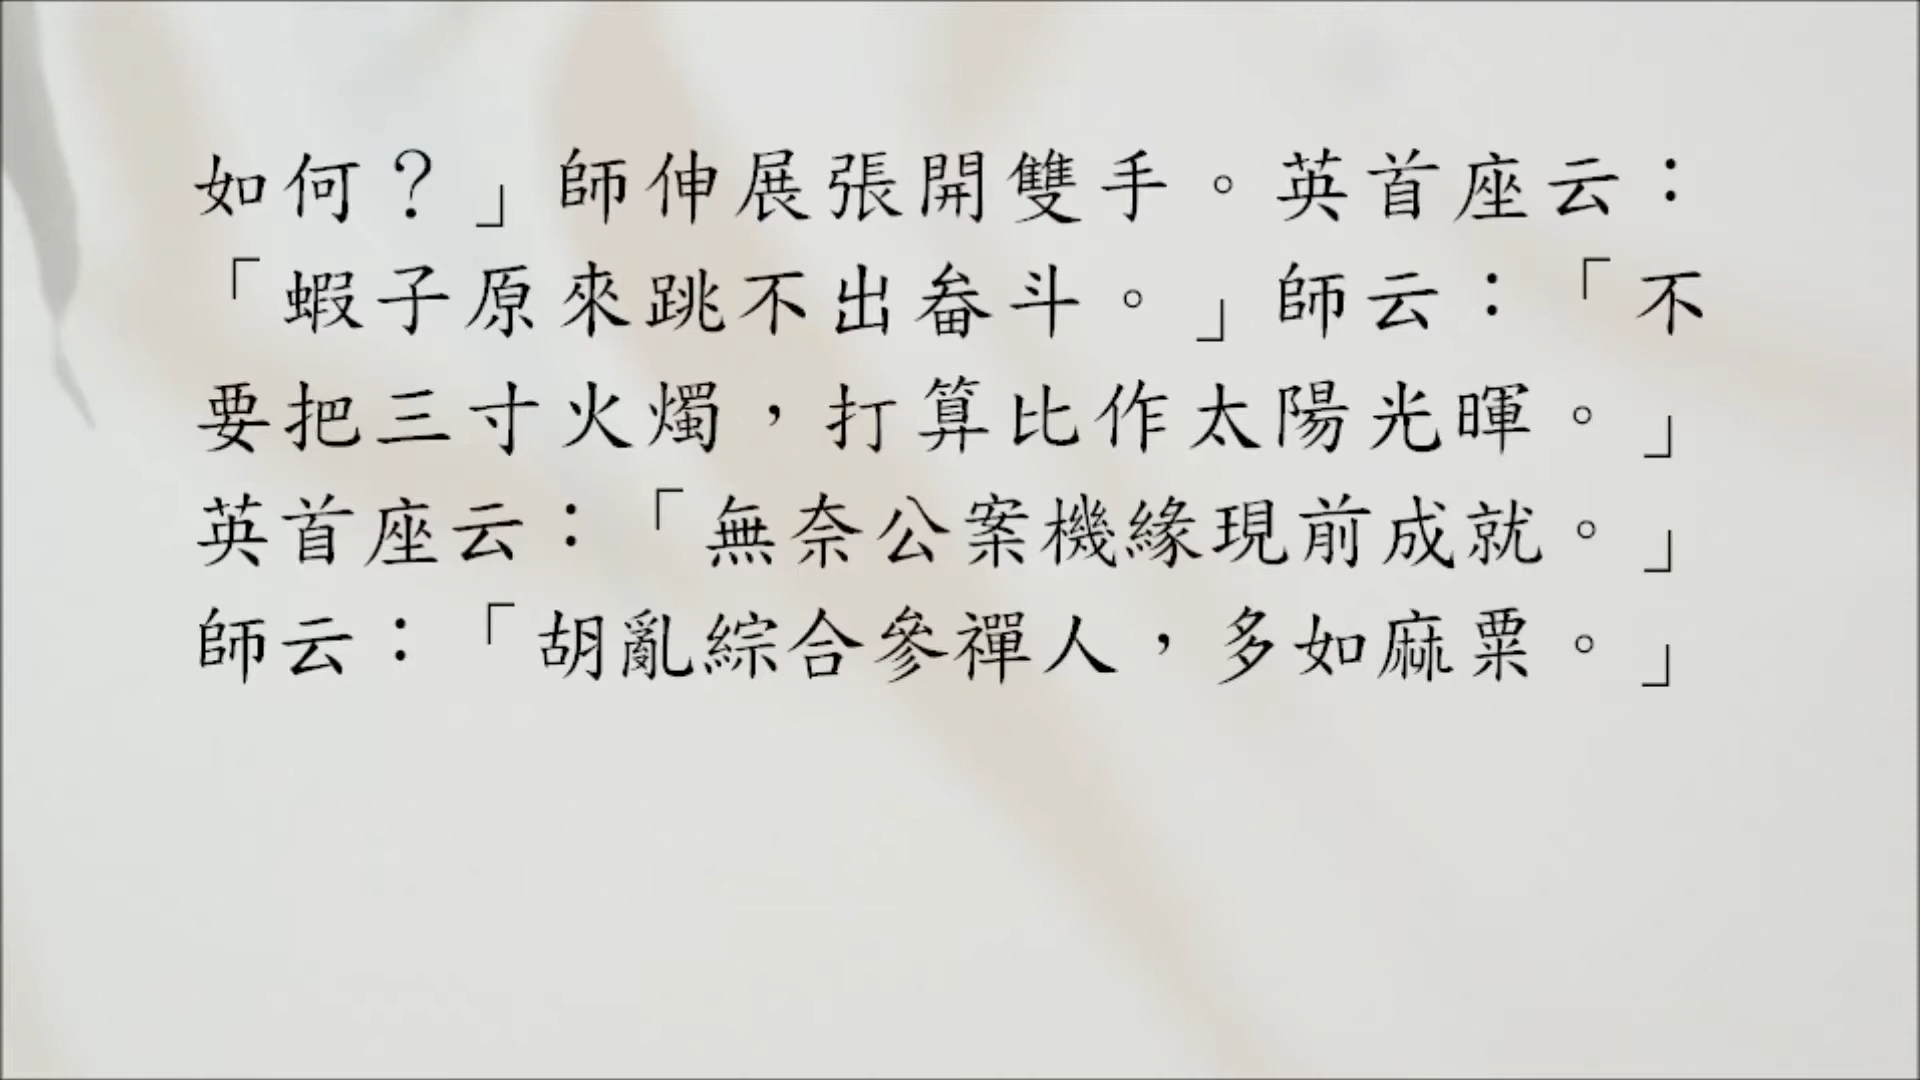 如何？」師伸展張開雙手。英首座云：
「蝦子原來跳不出畚斗。」師云：「不
要把三寸火燭，打算比作太陽光暉。」
英首座云：「無奈公案機緣現前成就。」
師云：「胡亂綜合參禪人，多如麻粟。」